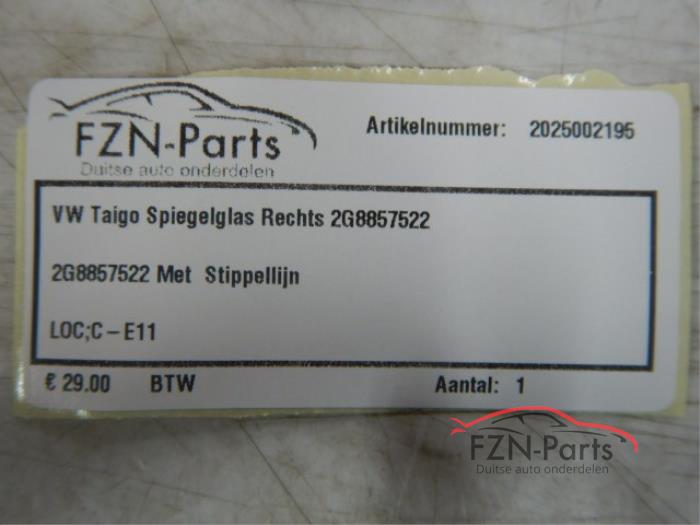 FZN-Parts
Duitse auto onderdelen
Artikelnummer: 2025002195
VW Taigo Spiegelglas Rechts 2G8857522
2G8857522 Met Stippellijn
LOC;C-E11
€ 29.00 BTW Aantal: 1
FZN-Parts
Duitse auto onderdelen